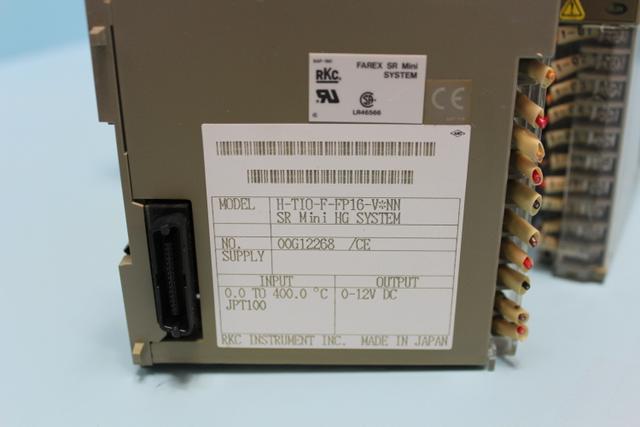 RKC. FAREX SR Mini
SYSTEM
LR46566
CE
MODEL H-TIO-F-FP16-V*NN
SR Mini HG SYSTEM
NO. 00G12268 /CE
SUPPLY
INPUT OUTPUT
0.0 TO 400.0 °C 0-12V DC
JPT100
RKC INSTRUMENT INC. MADE IN JAPAN